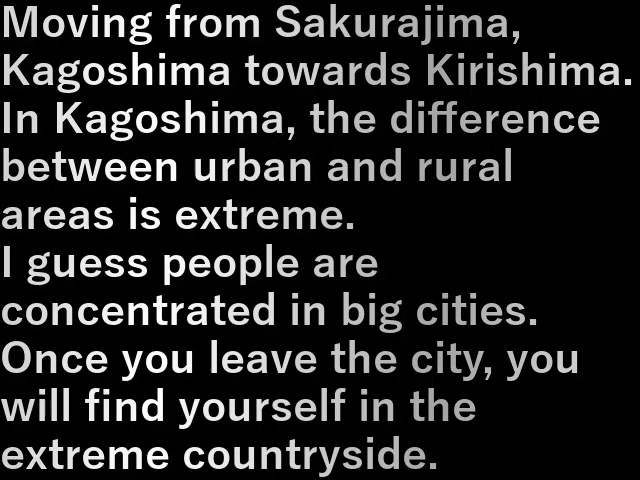 Moving from Sakurajima,
Kagoshima towards Kirishima.
In Kagoshima, the difference
between urban and rural
areas is extreme.
I guess people are
concentrated in big cities.
Once you leave the city, you
will find yourself in the
extreme countryside.